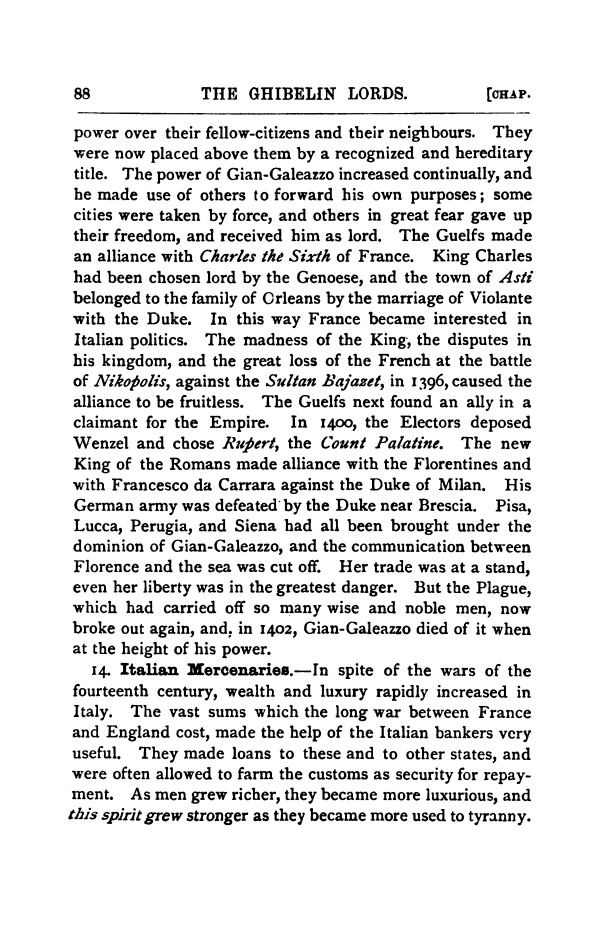 88 THE GHIBELIN LORDS. [CHAP.
power over their fellow-citizens and their neighbours. They
were now placed above them by a recognized and hereditary
title. The power of Gian-Galeazzo increased continually, and
he made use of others to forward his own purposes; some
cities were taken by force, and others in great fear gave up
their freedom, and received him as lord. The Guelfs made
an alliance with Charles the Sixth of France. King Charles
had been chosen lord by the Genoese, and the town of Asti
belonged to the family of Orleans by the marriage of Violante
with the Duke. In this way France became interested in
Italian politics. The madness of the King, the disputes in
his kingdom, and the great loss of the French at the battle
of Nikopolis, against the Sultan Bajazet, in 1396, caused the
alliance to be fruitless. The Guelfs next found an ally in a
claimant for the Empire. In 1400, the Electors deposed
Wenzel and chose Rupert, the Count Palatine. The new
King of the Romans made alliance with the Florentines and
with Francesco da Carrara against the Duke of Milan. His
German army was defeated by the Duke near Brescia. Pisa,
Lucca, Perugia, and Siena had all been brought under the
dominion of Gian-Galeazzo, and the communication between
Florence and the sea was cut off. Her trade was at a stand,
even her liberty was in the greatest danger. But the Plague,
which had carried off so many wise and noble men, now
broke out again, and, in 1402, Gian-Galeazzo died of it when
at the height of his power.
14. Italian Mercenaries.—In spite of the wars of the
fourteenth century, wealth and luxury rapidly increased in
Italy. The vast sums which the long war between France
and England cost, made the help of the Italian bankers very
useful. They made loans to these and to other states, and
were often allowed to farm the customs as security for repay-
ment. As men grew richer, they became more luxurious, and
this spirit grew stronger as they became more used to tyranny.